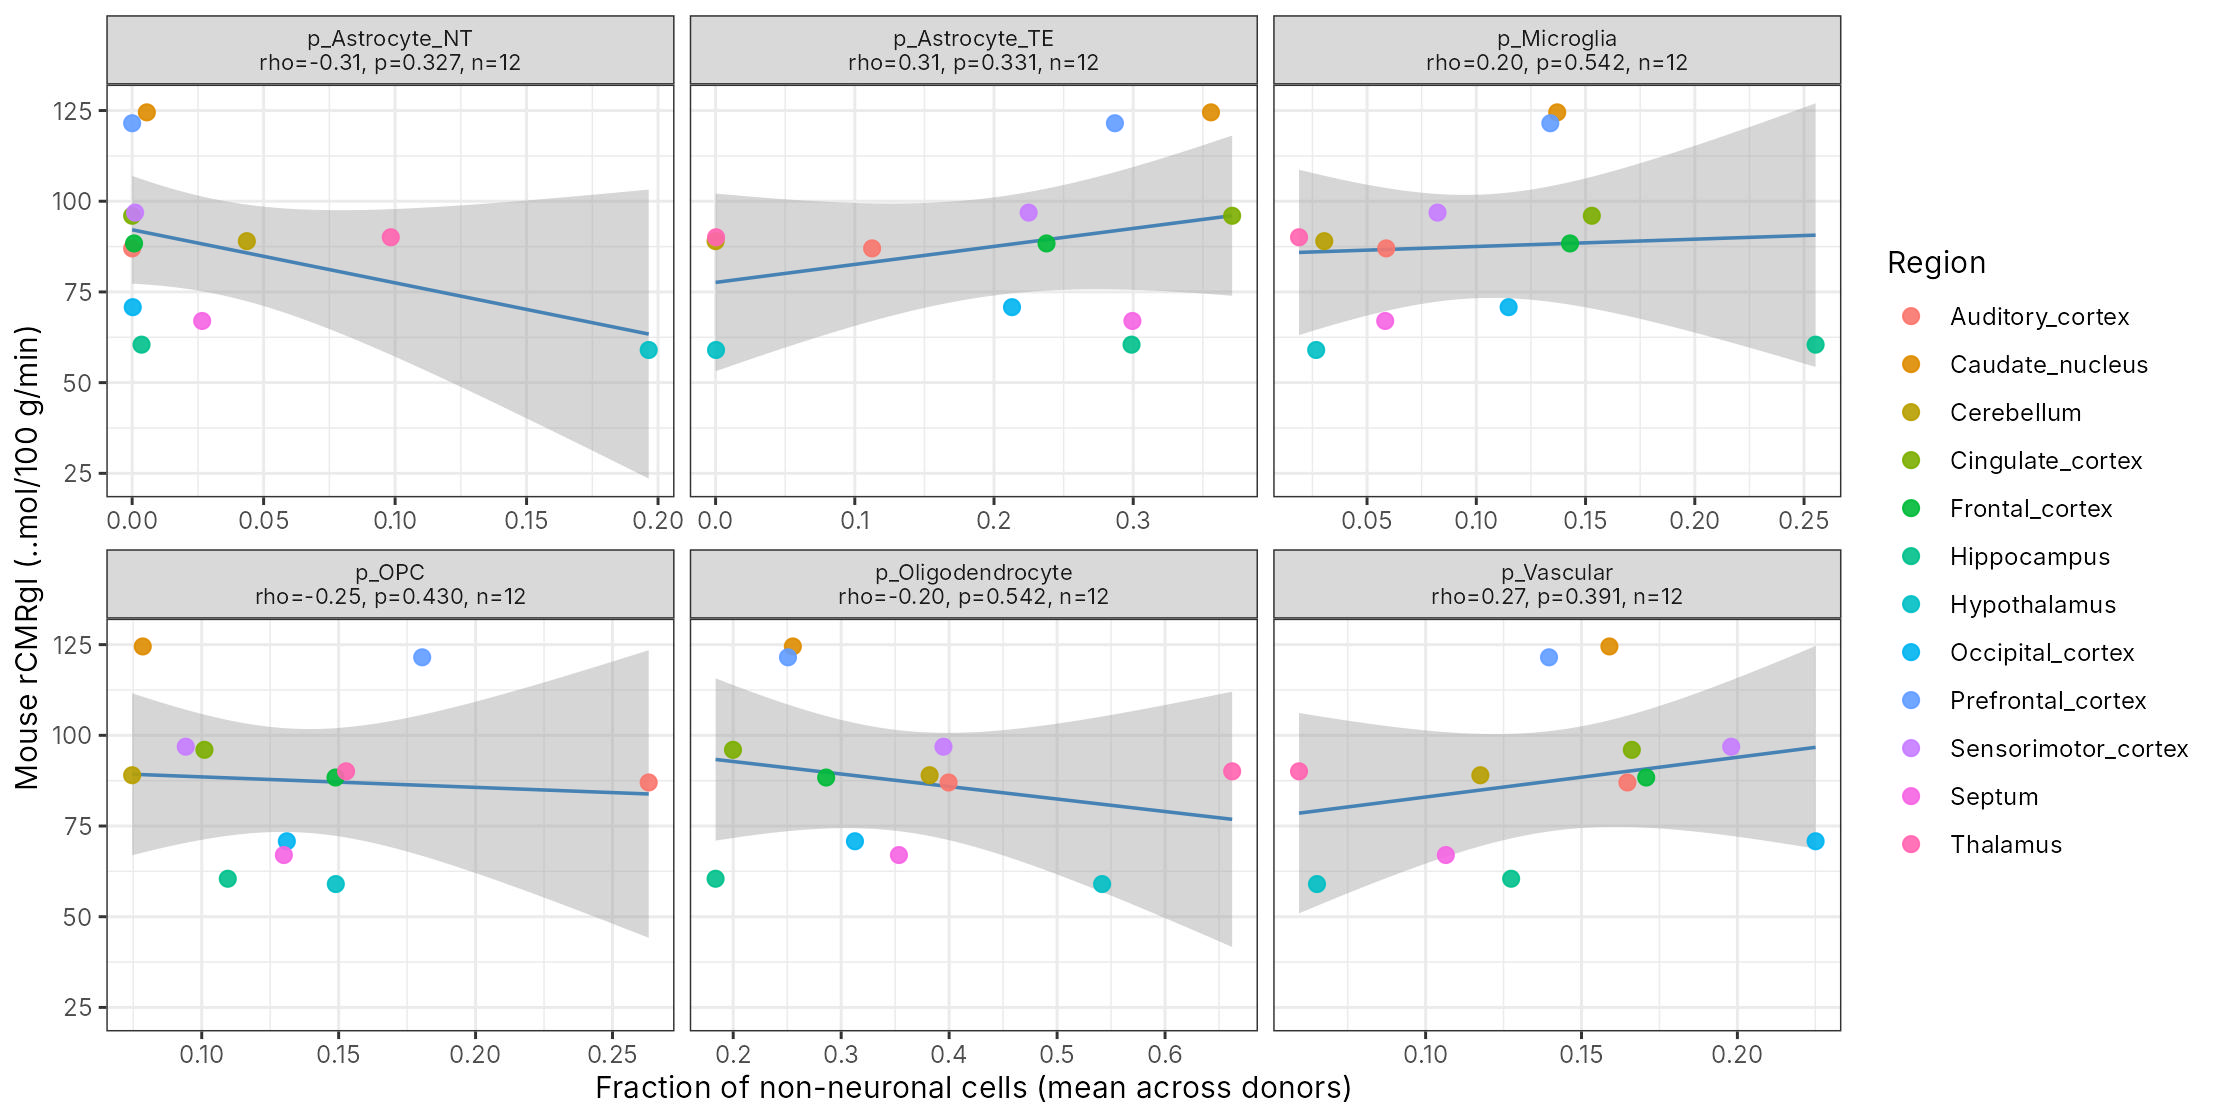 p_Astrocyte_NT
rho=-0.31, p=0.327, n=12
p_Astrocyte_TE
rho=0.31, p=0.331, n=12
p_Microglia
rho=0.20, p=0.542, n=12
125
100
75
50
25
0.00 0.05 0.10 0.15 0.20
0.0 0.1 0.2 0.3
0.05 0.10 0.15 0.20 0.25
p_OPC
rho=-0.25, p=0.430, n=12
p_Oligodendrocyte
rho=-0.20, p=0.542, n=12
p_Vascular
rho=0.27, p=0.391, n=12
125
100
75
50
25
0.10 0.15 0.20 0.25
0.2 0.3 0.4 0.5 0.6
0.10 0.15 0.20
Mouse rCMRgl (..mol/100 g/min)
Fraction of non-neuronal cells (mean across donors)
Region
Auditory_cortex
Caudate_nucleus
Cerebellum
Cingulate_cortex
Frontal_cortex
Hippocampus
Hypothalamus
Occipital_cortex
Prefrontal_cortex
Sensorimotor_cortex
Septum
Thalamus